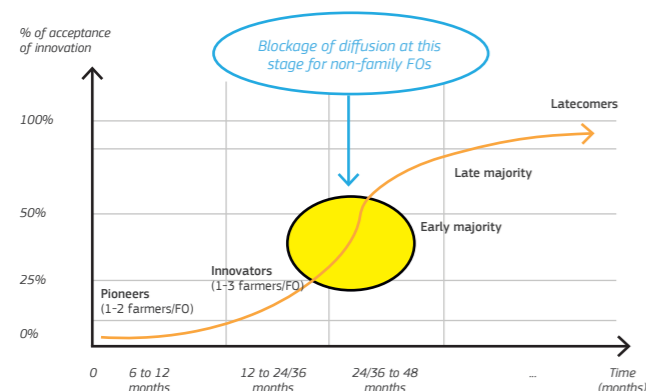 % of acceptance
of innovation
Blockage of diffusion at this
stage for non-family FOs
Latecomers
100%
Late majority
50%
Early majority
Innovators
(1-3 farmers/FO)
25%
Pioneers
(1-2 farmers/FO)
0%
0
6 to 12
months
12 to 24/36
months
24/36 to 48
months
...
Time
(months)